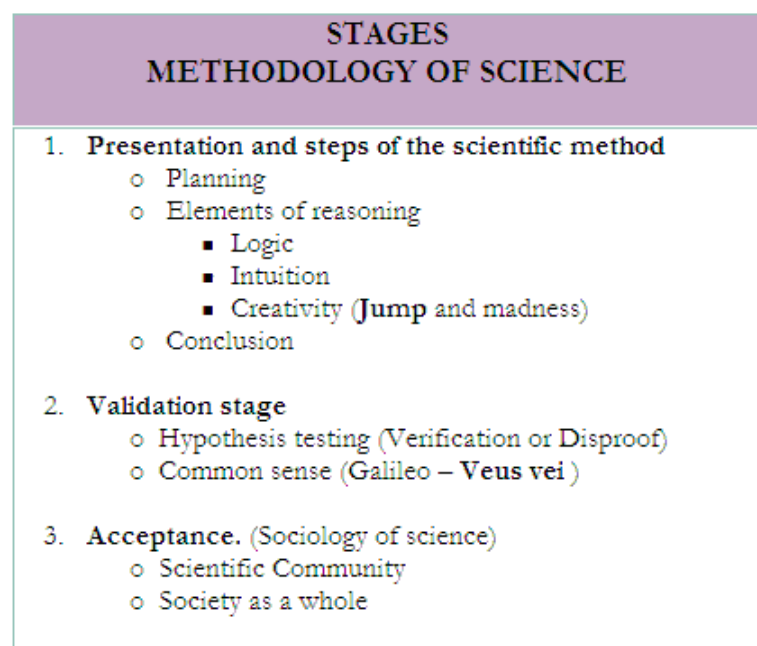 STAGES
METHODOLOGY OF SCIENCE
1. Presentation and steps of the scientific method
o Planning
o Elements of reasoning
▪ Logic
▪ Intuition
▪ Creativity (Jump and madness)
o Conclusion
2. Validation stage
o Hypothesis testing (Verification or Disproof)
o Common sense (Galileo – Veus vei )
3. Acceptance. (Sociology of science)
o Scientific Community
o Society as a whole